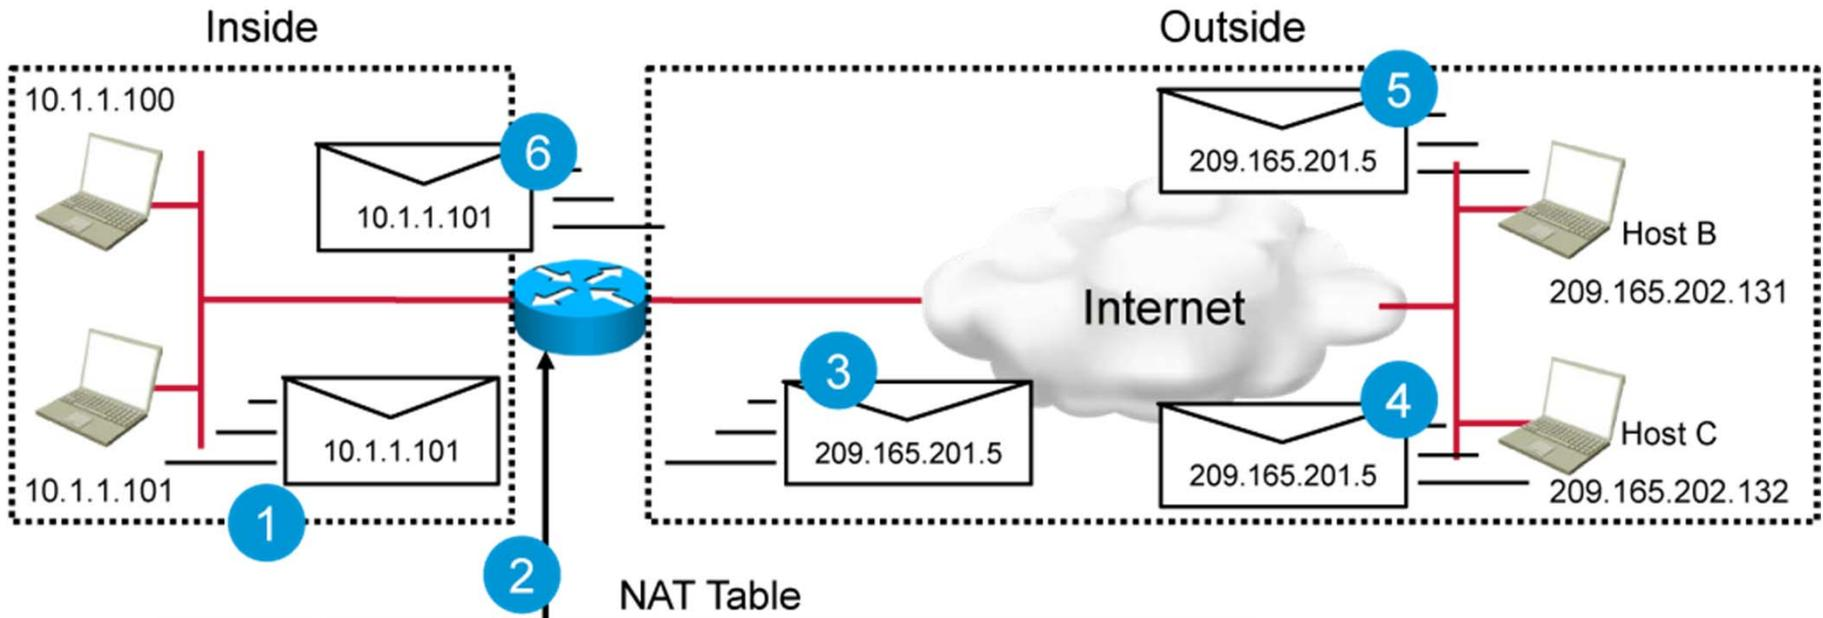 Inside
Outside
10.1.1.100
6
10.1.1.101
5
209.165.201.5
Host B
209.165.202.131
Internet
10.1.1.101
10.1.1.101
1
3
209.165.201.5
4
209.165.201.5
Host C
209.165.202.132
2
NAT Table